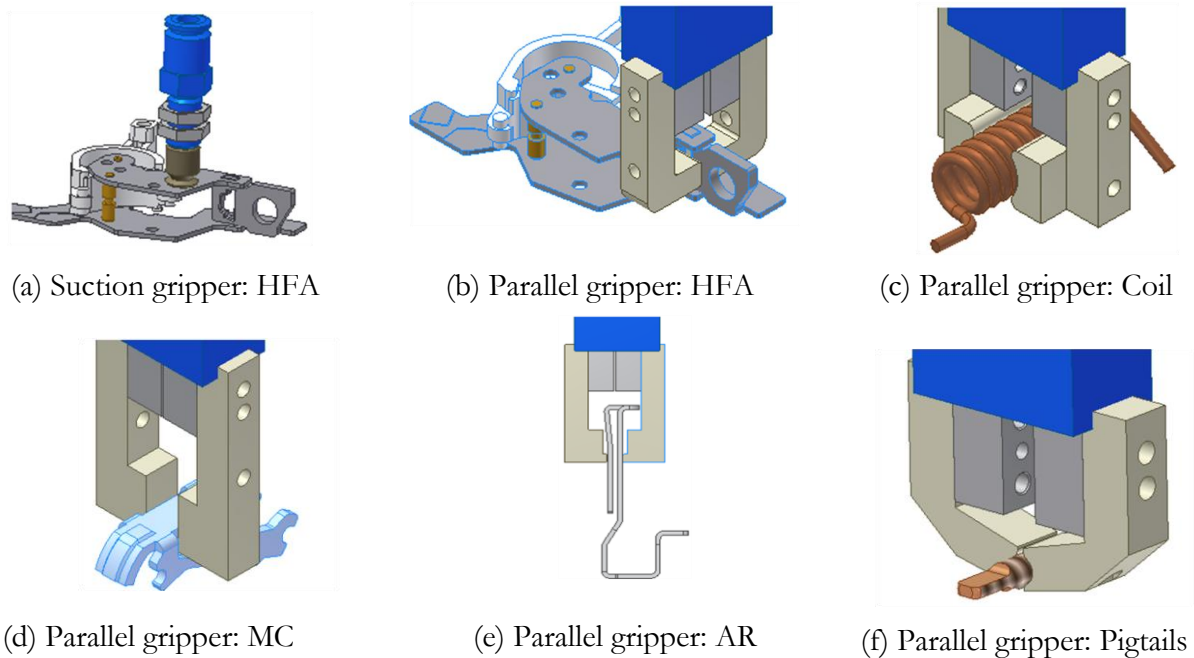 (a) Suction gripper: HFA
(b) Parallel gripper: HFA
(c) Parallel gripper: Coil
(d) Parallel gripper: MC
(e) Parallel gripper: AR
(f) Parallel gripper: Pigtails